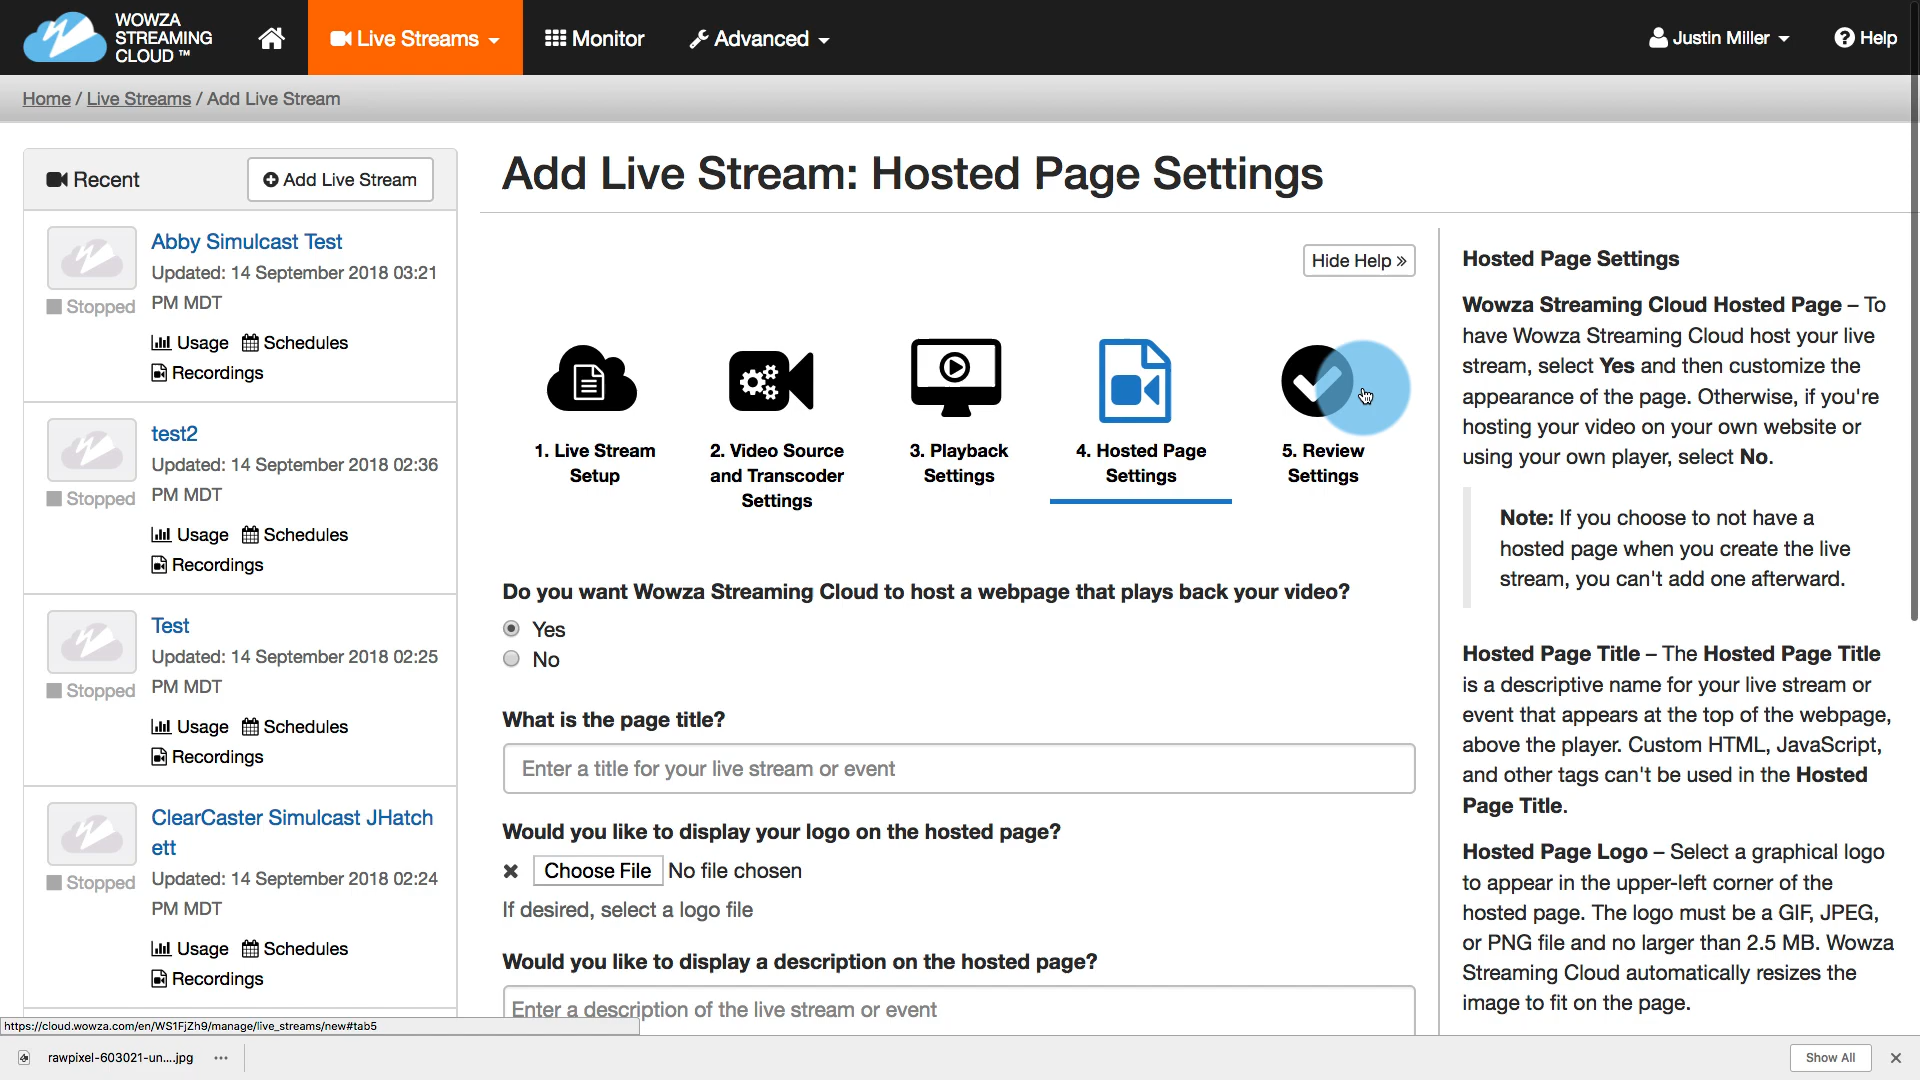 WOWZA
STREAMING
CLOUD ™
Live Streams
Monitor
Advanced
Justin Miller
Help
Home / Live Streams / Add Live Stream
Recent
Add Live Stream
Abby Simulcast Test
Updated: 14 September 2018 03:21
PM MDT
Stopped
Usage Schedules
Recordings
test2
Updated: 14 September 2018 02:36
PM MDT
Stopped
Usage Schedules
Recordings
Test
Updated: 14 September 2018 02:25
PM MDT
Stopped
Usage Schedules
Recordings
ClearCaster Simulcast JHatch
ett
Updated: 14 September 2018 02:24
PM MDT
Stopped
Usage Schedules
Recordings
Add Live Stream: Hosted Page Settings
Hide Help »
1. Live Stream
Setup
2. Video Source
and Transcoder
Settings
3. Playback
Settings
4. Hosted Page
Settings
5. Review
Settings
Do you want Wowza Streaming Cloud to host a webpage that plays back your video?
Yes
No
What is the page title?
Enter a title for your live stream or event
Would you like to display your logo on the hosted page?
Choose File No file chosen
If desired, select a logo file
Would you like to display a description on the hosted page?
Enter a description of the live stream or event
Hosted Page Settings
Wowza Streaming Cloud Hosted Page – To
have Wowza Streaming Cloud host your live
stream, select Yes and then customize the
appearance of the page. Otherwise, if you're
hosting your video on your own website or
using your own player, select No.
Note: If you choose to not have a
hosted page when you create the live
stream, you can't add one afterward.
Hosted Page Title – The Hosted Page Title
is a descriptive name for your live stream or
event that appears at the top of the webpage,
above the player. Custom HTML, JavaScript,
and other tags can't be used in the Hosted
Page Title.
Hosted Page Logo – Select a graphical logo
to appear in the upper-left corner of the
hosted page. The logo must be a GIF, JPEG,
or PNG file and no larger than 2.5 MB. Wowza
Streaming Cloud automatically resizes the
image to fit on the page.
https://cloud.wowza.com/en/WS1FjZh9/manage/live_streams/new#tab5
rawpixel-603021-un....jpg
Show All